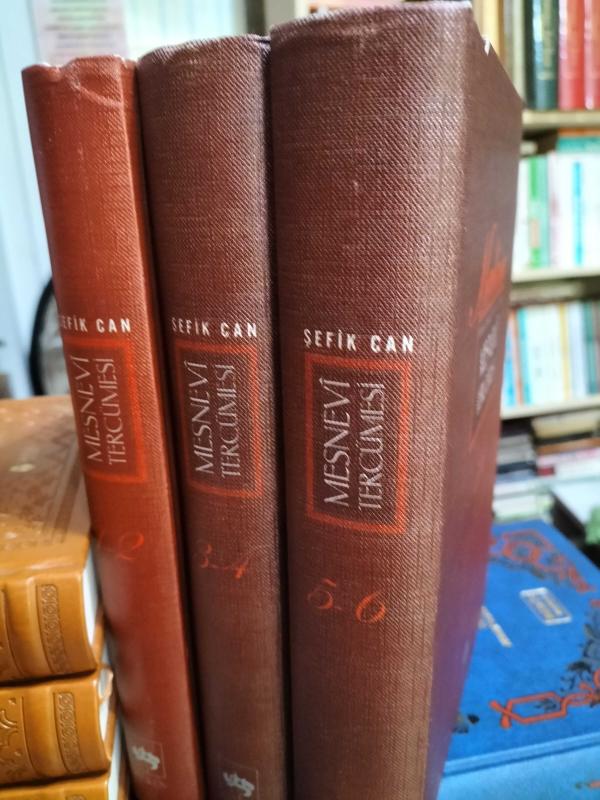 ŞEFİK CAN
MESNEVÎ
TERCÜMESİ
1-2
ŞEFİK CAN
MESNEVÎ
TERCÜMESİ
3-4
ŞEFİK CAN
MESNEVÎ
TERCÜMESİ
5-6